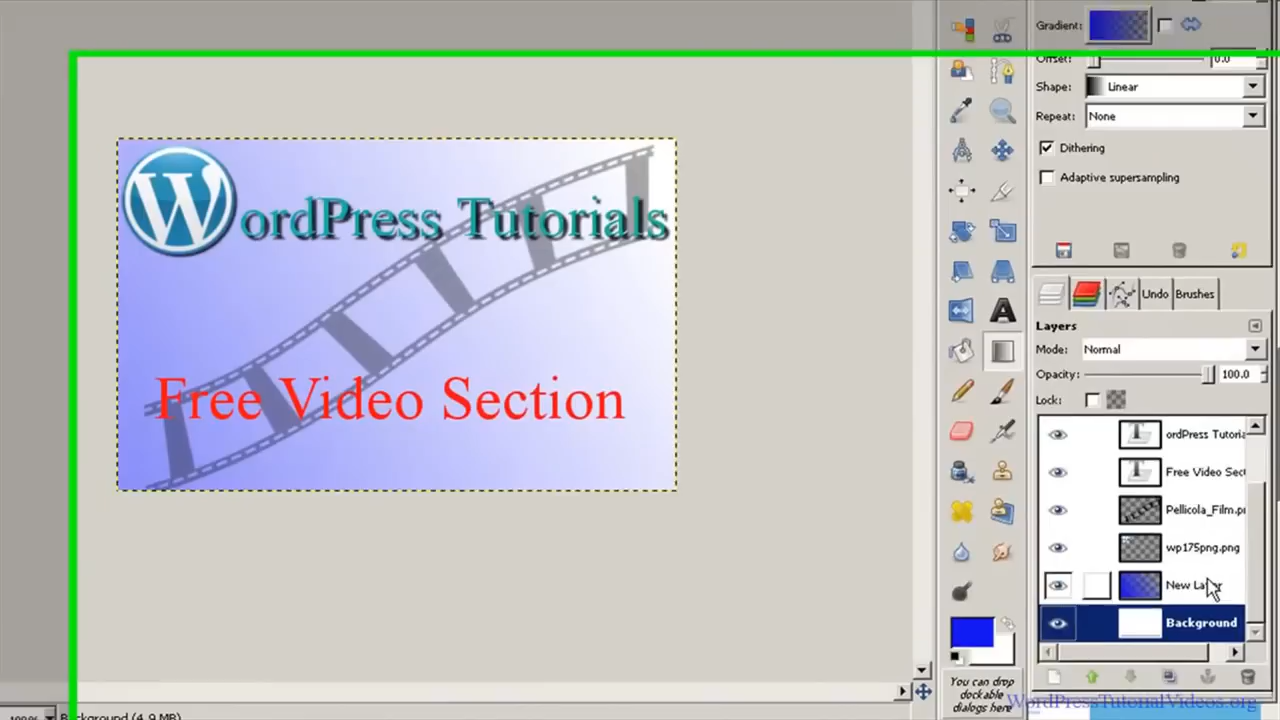 Gradient:
Offset: 0.0
Shape: Linear
Repeat: None
Dithering
Adaptive supersampling
Undo Brushes
Layers
Mode: Normal
Opacity: 100.0
Lock:
ordPress Tutoria
Free Video Sect
Pellicola_Film.pn
wp175png.png
New Layer
Background
You can drop
dockable
dialogs here
WordPress Tutorials
Free Video Section
Background (4.9 MB)
WordPressTutorialVideos.org